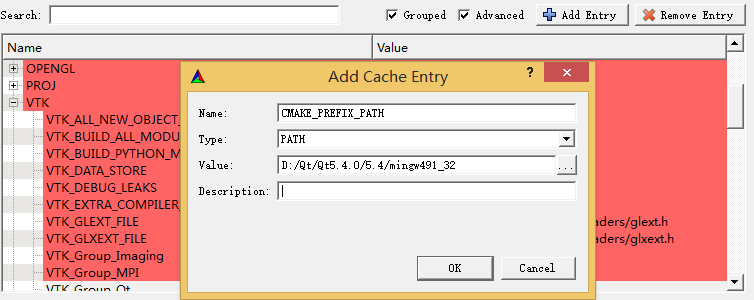 Search:
Grouped
Advanced
Add Entry
Remove Entry
Name
Value
OPENGL
PROJ
VTK
VTK_ALL_NEW_OBJECT_
VTK_BUILD_ALL_MODU
VTK_BUILD_PYTHON_M
VTK_DATA_STORE
VTK_DEBUG_LEAKS
VTK_EXTRA_COMPILER_
VTK_GLEXT_FILE
aders/glext.h
VTK_GLXEXT_FILE
aders/glxext.h
VTK_Group_Imaging
VTK_Group_MPI
VTK_Group_Qt
Add Cache Entry
?
Name:
CMAKE_PREFIX_PATH
Type:
PATH
Value:
D:/Qt/Qt5.4.0/5.4/mingw491_32
...
Description:
OK
Cancel